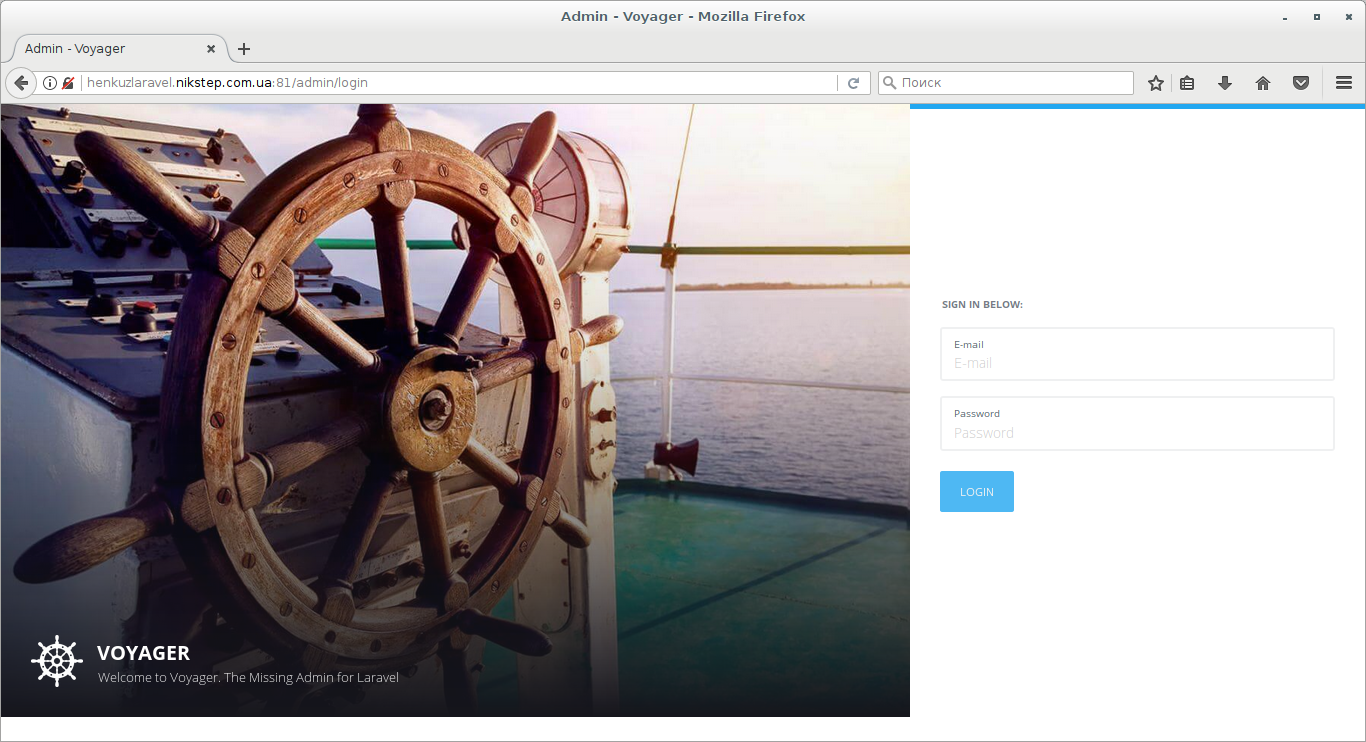 Admin - Voyager - Mozilla Firefox
Admin - Voyager
henkuzlaravel.nikstep.com.ua:81/admin/login
Поиск
SIGN IN BELOW:
E-mail
E-mail
Password
Password
LOGIN
VOYAGER
Welcome to Voyager. The Missing Admin for Laravel